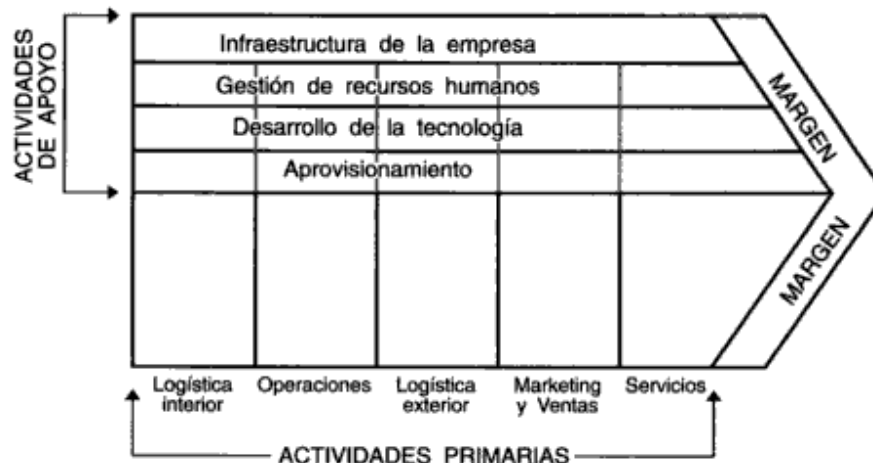 ACTIVIDADES
DE APOYO
Infraestructura de la empresa
Gestión de recursos humanos
Desarrollo de la tecnología
Aprovisionamiento
MARGEN
MARGEN
Logística
interior
Operaciones
Logística
exterior
Marketing
y Ventas
Servicios
ACTIVIDADES PRIMARIAS